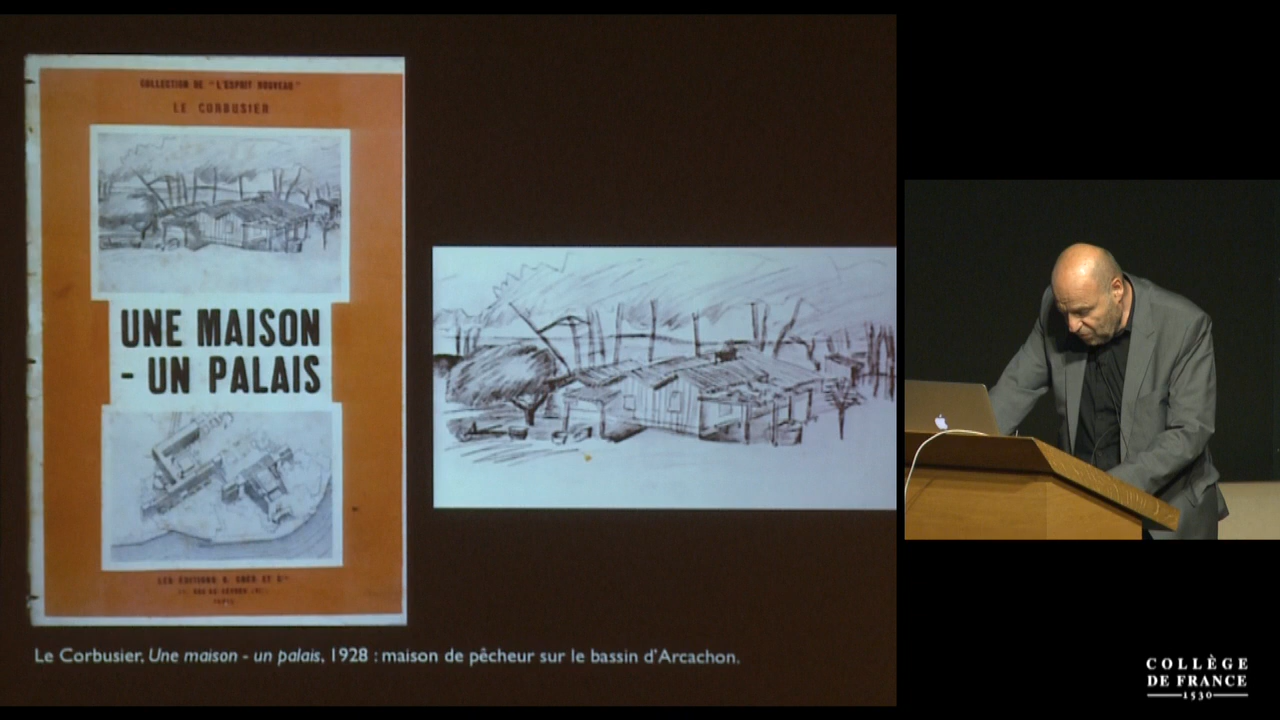 COLLECTION DE "L'ESPRIT NOUVEAU"
LE CORBUSIER
UNE MAISON
- UN PALAIS
LES ÉDITIONS G. CRÈS ET Cie
PARIS
Le Corbusier, Une maison - un palais, 1928 : maison de pêcheur sur le bassin d'Arcachon.
COLLÈGE
DE FRANCE
1530